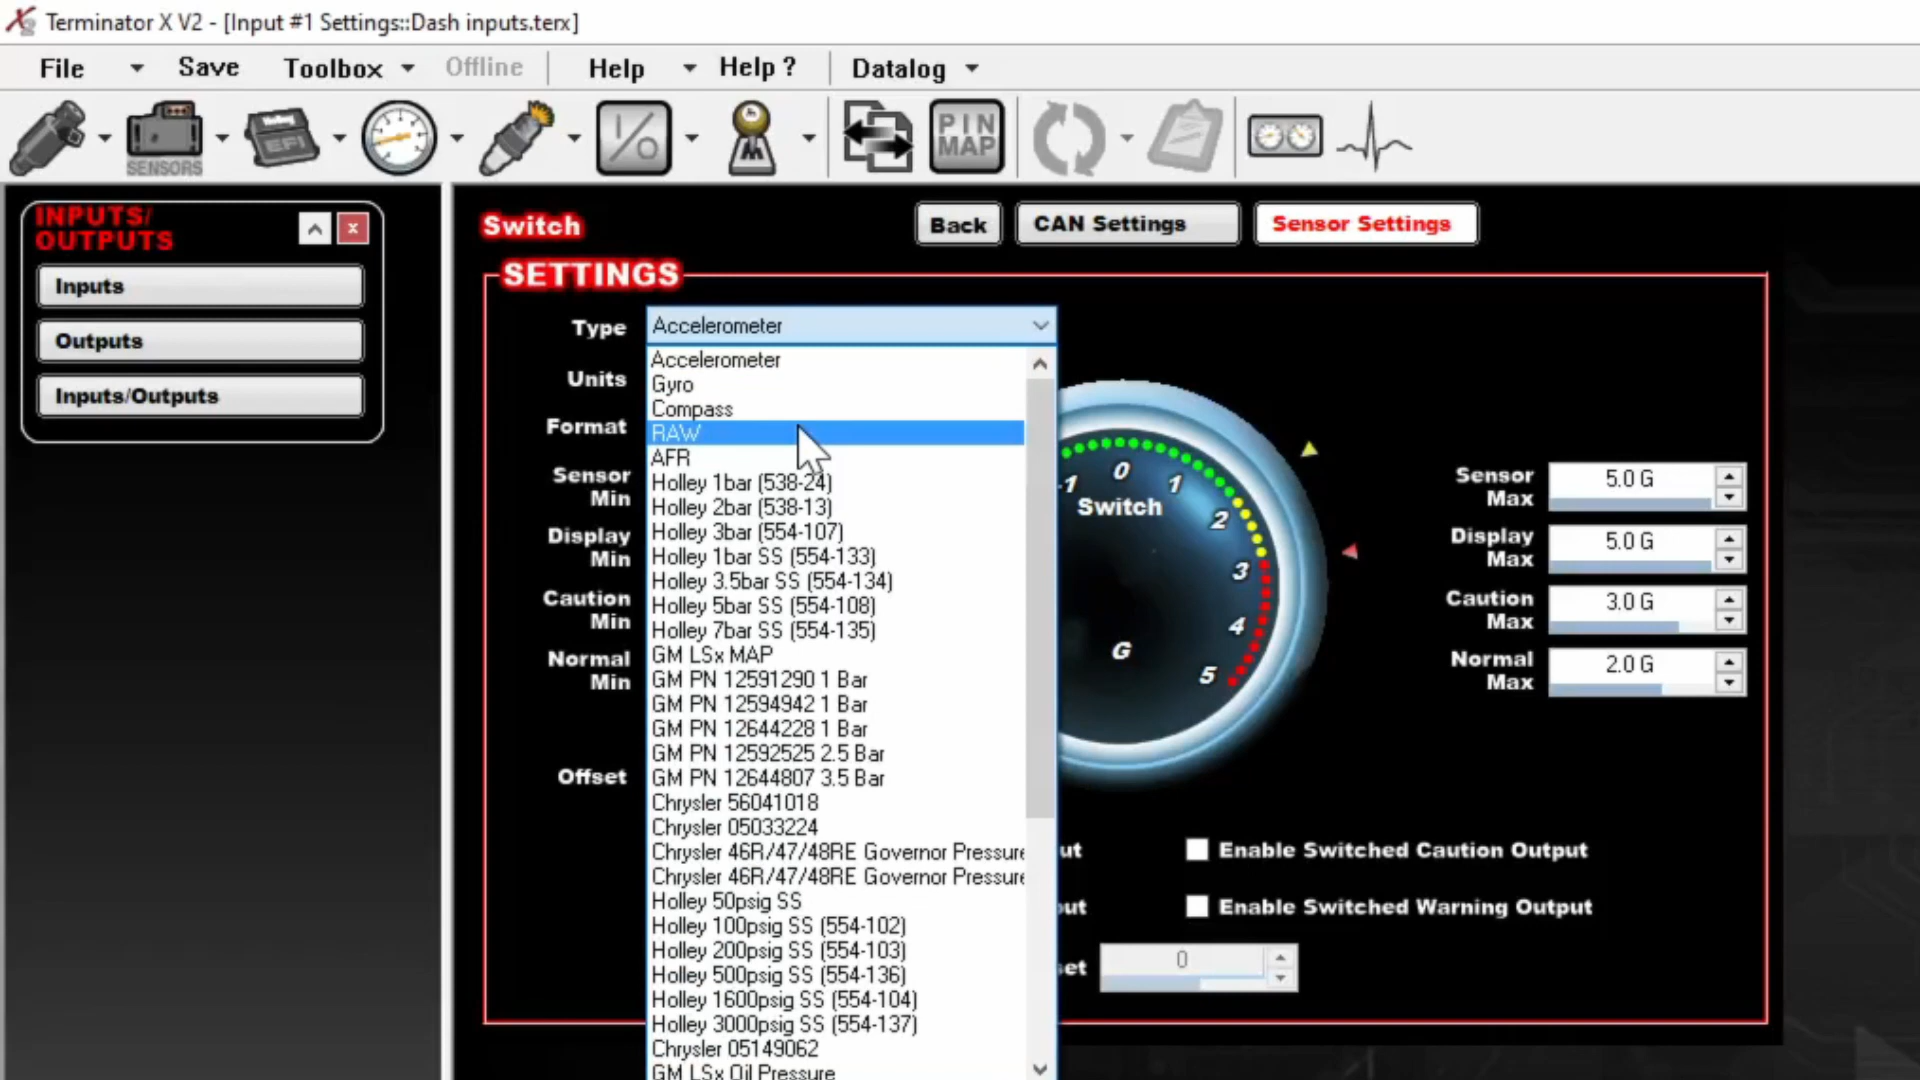 Terminator X V2 - [Input #1 Settings::Dash inputs.terx]
File Save Toolbox Offline Help Help ? Datalog
SENSORS
EFI
I/O
M
PIN
MAP
INPUTS/
OUTPUTS
Inputs
Outputs
Inputs/Outputs
Switch Back CAN Settings Sensor Settings
SETTINGS
Type Accelerometer
Units
Format
Sensor
Min
Display
Min
Caution
Min
Normal
Min
Offset
Accelerometer
Gyro
Compass
RAW
AFR
Holley 1bar (538-24)
Holley 2bar (538-13)
Holley 3bar (554-107)
Holley 1bar SS (554-133)
Holley 3.5bar SS (554-134)
Holley 5bar SS (554-108)
Holley 7bar SS (554-135)
GM LSx MAP
GM PN 12591290 1 Bar
GM PN 12594942 1 Bar
GM PN 12644228 1 Bar
GM PN 12592525 2.5 Bar
GM PN 12644807 3.5 Bar
Chrysler 56041018
Chrysler 05033224
Chrysler 46R/47/48RE Governor Pressure
Chrysler 46R/47/48RE Governor Pressure
Holley 50psig SS
Holley 100psig SS (554-102)
Holley 200psig SS (554-103)
Holley 500psig SS (554-136)
Holley 1600psig SS (554-104)
Holley 3000psig SS (554-137)
Chrysler 05149062
GM LSx Oil Pressure
-1 0 1 2 3 4 5
Switch
G
Sensor
Max 5.0 G
Display
Max 5.0 G
Caution
Max 3.0 G
Normal
Max 2.0 G
ut Enable Switched Caution Output
ut Enable Switched Warning Output
et 0